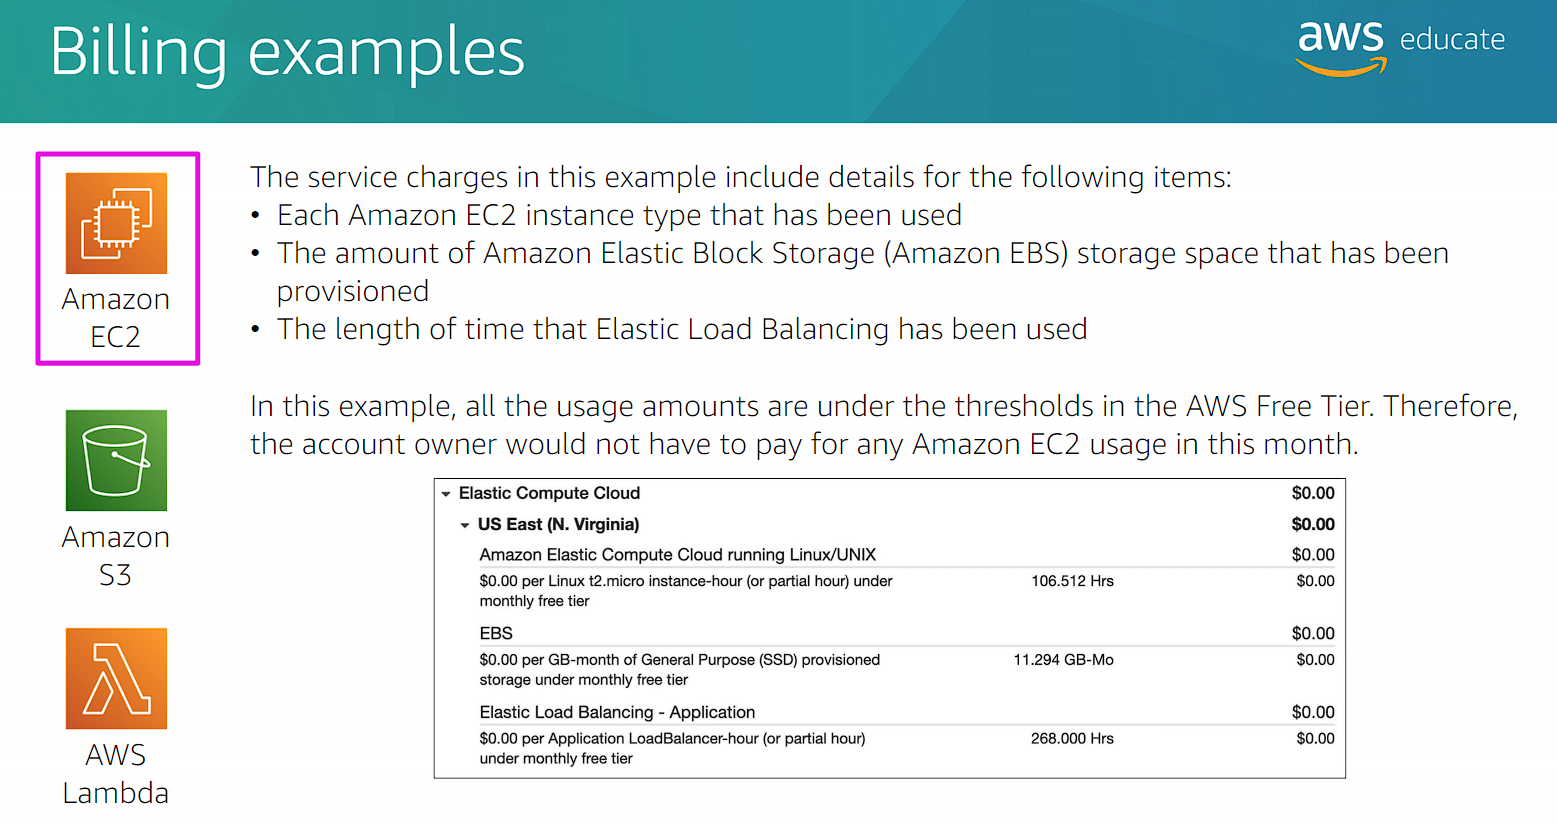 Billing examples
aws educate
Amazon
EC2
The service charges in this example include details for the following items:
• Each Amazon EC2 instance type that has been used
• The amount of Amazon Elastic Block Storage (Amazon EBS) storage space that has been
provisioned
• The length of time that Elastic Load Balancing has been used
In this example, all the usage amounts are under the thresholds in the AWS Free Tier. Therefore,
the account owner would not have to pay for any Amazon EC2 usage in this month.
Amazon
S3
AWS
Lambda
Elastic Compute Cloud $0.00
US East (N. Virginia) $0.00
Amazon Elastic Compute Cloud running Linux/UNIX $0.00
$0.00 per Linux t2.micro instance-hour (or partial hour) under 106.512 Hrs $0.00
monthly free tier
EBS $0.00
$0.00 per GB-month of General Purpose (SSD) provisioned 11.294 GB-Mo $0.00
storage under monthly free tier
Elastic Load Balancing - Application $0.00
$0.00 per Application LoadBalancer-hour (or partial hour) 268.000 Hrs $0.00
under monthly free tier